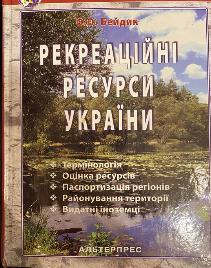 О.О. Бейдик
РЕКРЕАЦІЙНІ
РЕСУРСИ
УКРАЇНИ
Термінологія
Оцінка ресурсів
Паспортизація регіонів
Районування території
Видатні іноземці
АЛЬТЕРПРЕС